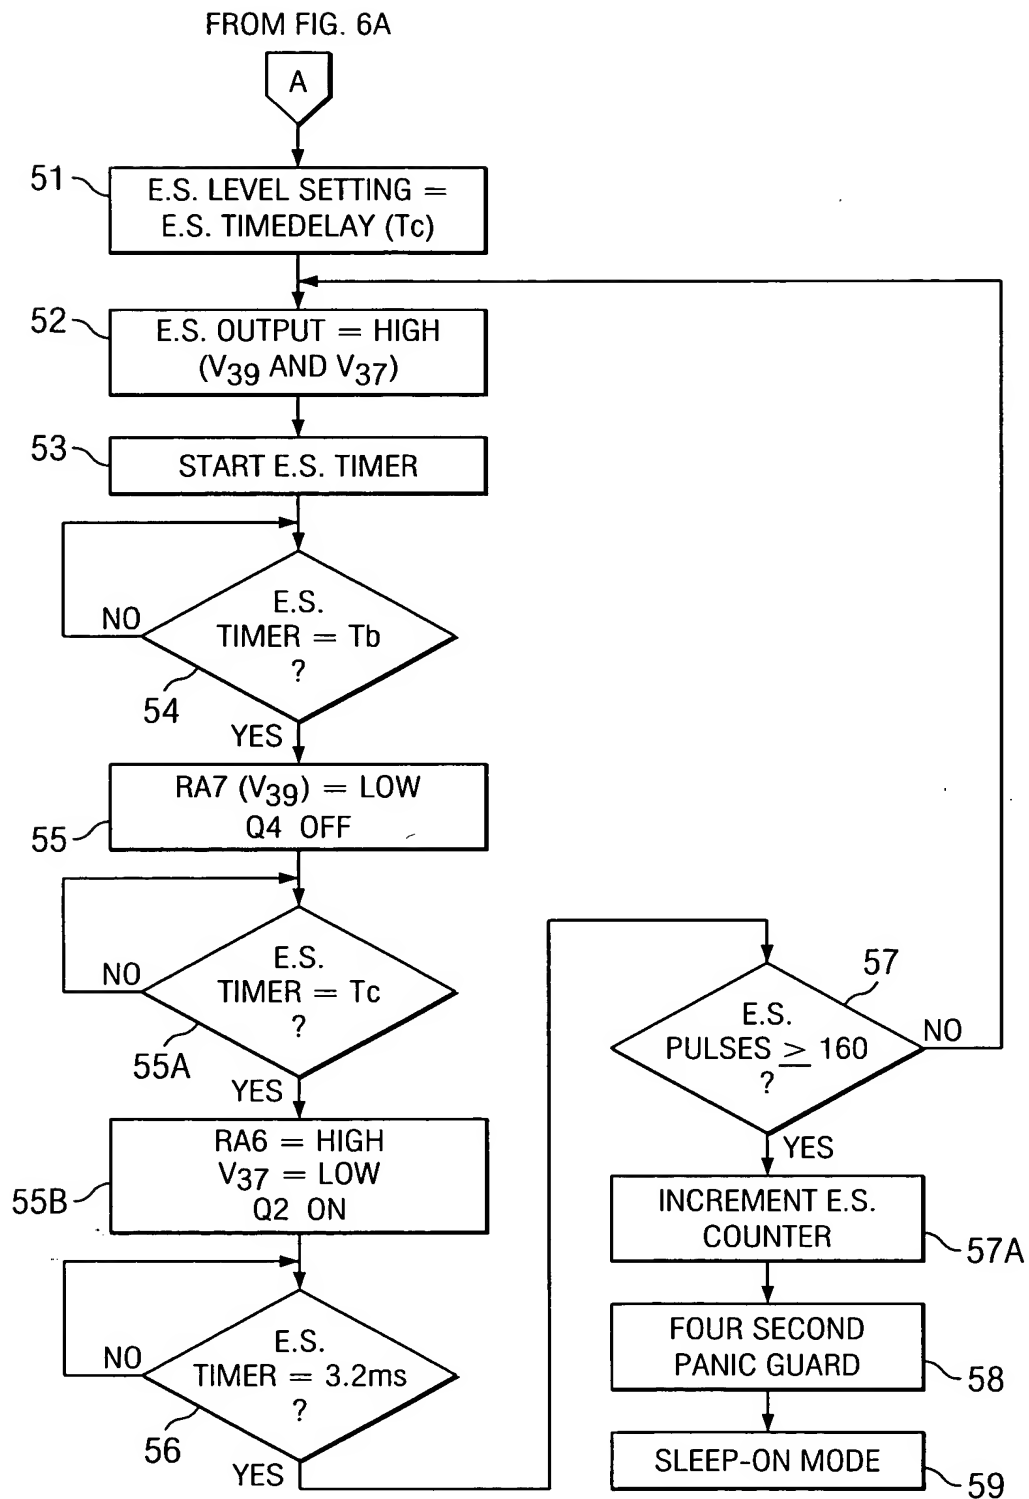 FROM FIG. 6A
A
51
E.S. LEVEL SETTING =
E.S. TIMEDELAY (Tc)
52
E.S. OUTPUT = HIGH
(V39 AND V37)
53
START E.S. TIMER
E.S.
TIMER = Tb
?
NO
54
YES
RA7 (V39) = LOW
Q4 OFF
55
E.S.
TIMER = Tc
?
NO
55A
YES
RA6 = HIGH
V37 = LOW
Q2 ON
55B
E.S.
TIMER = 3.2ms
?
NO
56
YES
57
E.S.
PULSES ≥ 160
?
NO
YES
INCREMENT E.S.
COUNTER
57A
FOUR SECOND
PANIC GUARD
58
SLEEP-ON MODE
59